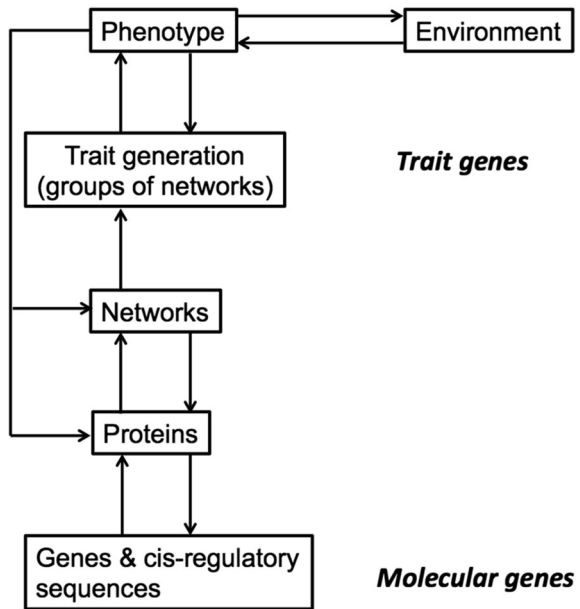 Phenotype
Environment
Trait generation
(groups of networks)
Trait genes
Networks
Proteins
Genes & cis-regulatory
sequences
Molecular genes